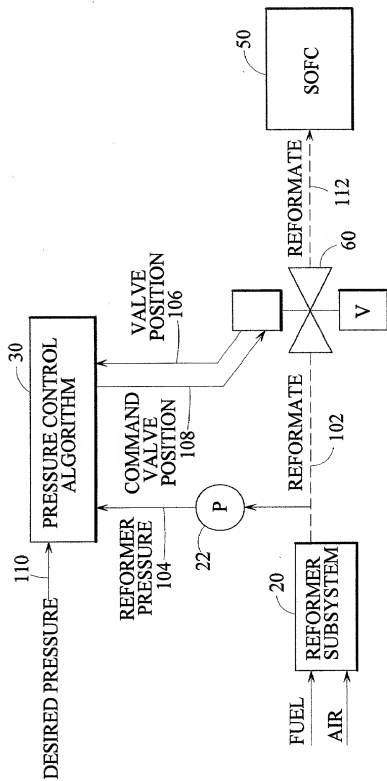 DESIRED PRESSURE
110
PRESSURE CONTROL
ALGORITHM
30
REFORMER
PRESSURE
104
COMMAND
VALVE
POSITION
108
VALVE
POSITION
106
22
P
FUEL
AIR
20
REFORMER
SUBSYSTEM
REFORMATE
102
V
60
REFORMATE
112
50
SOFC